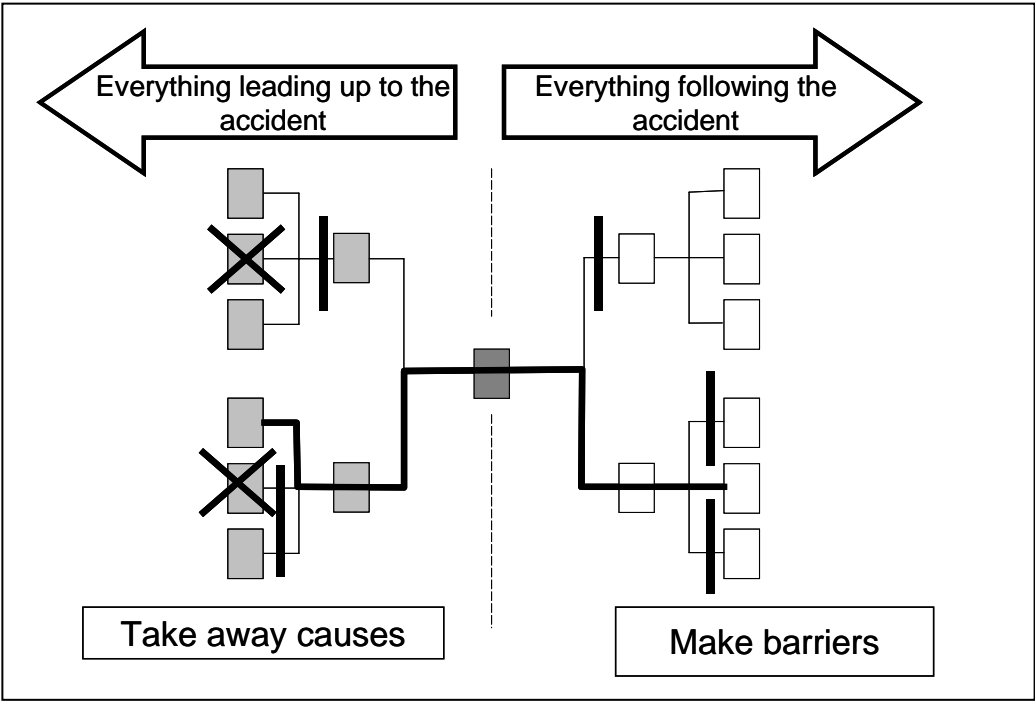 Everything leading up to the
accident
Everything following the
accident
Take away causes
Make barriers